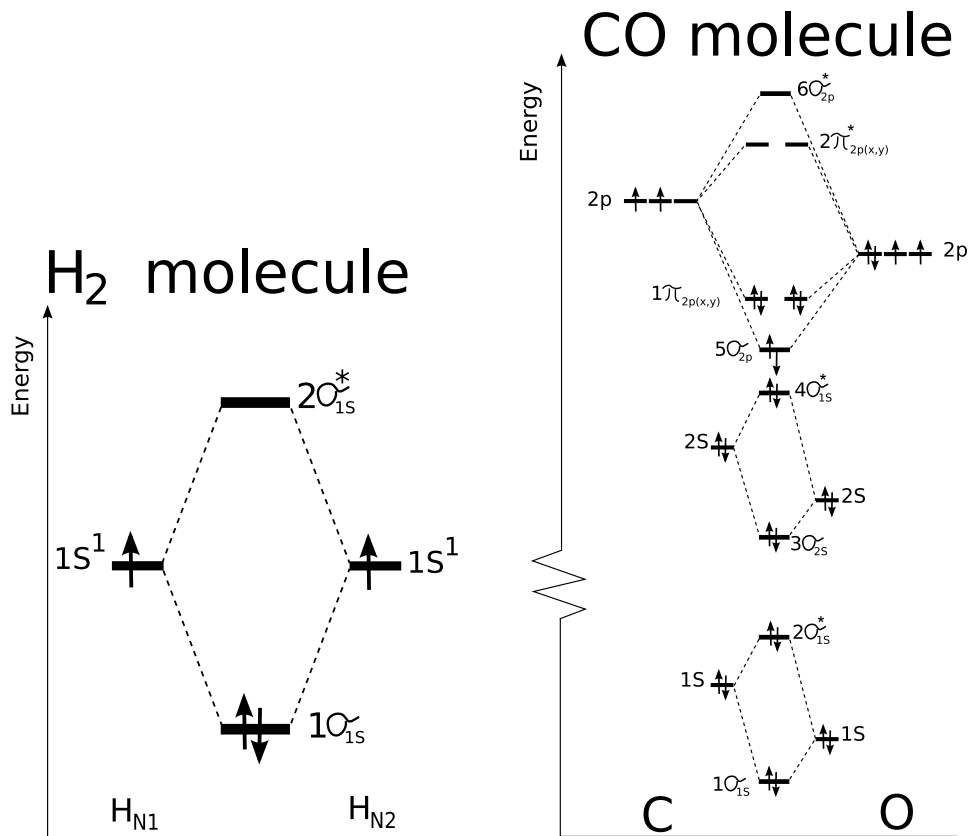 H₂ molecule
Energy
2σ*1S
1S¹
1S¹
1σ1S
HN1
HN2
CO molecule
Energy
6σ*2p
2π*2p(x,y)
2p
2p
1π2p(x,y)
5σ2p
4σ*1S
2S
2S
3σ2S
2σ*1S
1S
1S
1σ1S
C
O